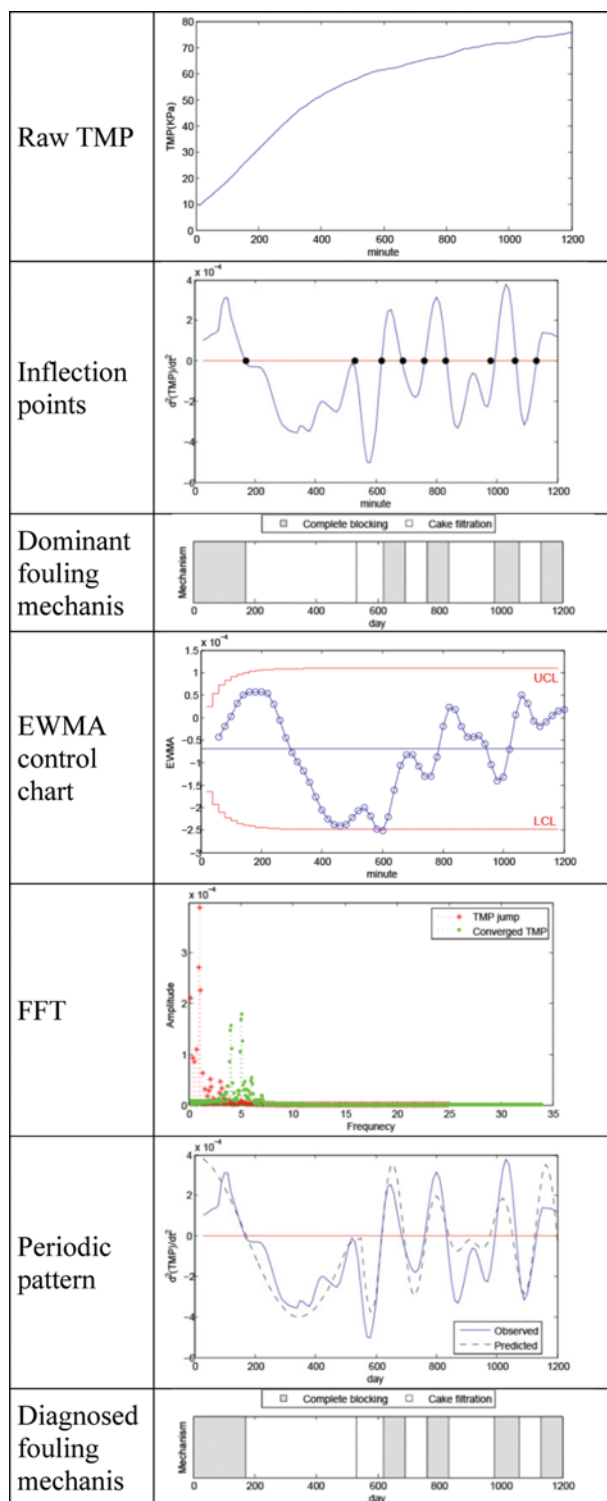 Raw TMP
80
70
60
50
40
30
20
10
0
TMP(KPa)
0 200 400 600 800 1000 1200
minute
Inflection
points
x 10⁻⁴
4
2
0
−2
−4
−6
d²(TMP)/dt²
0 200 400 600 800 1000 1200
minute
Dominant
fouling
mechanis
Complete blocking Cake filtration
Mechanism
0 200 400 600 800 1000 1200
day
EWMA
control
chart
x 10⁻⁴
1.5
1
0.5
0
−0.5
−1
−1.5
−2
−2.5
−3
EWMA
UCL
LCL
0 200 400 600 800 1000 1200
minute
FFT
x 10⁻⁴
3
2
1
0
Amplitude
TMP jump
Converged TMP
0 5 10 15 20 25 30 35
Frequnecy
Periodic
pattern
x 10⁻⁴
4
2
0
−2
−4
−6
d²(TMP)/dt²
Observed
Predicted
0 200 400 600 800 1000 1200
day
Diagnosed
fouling
mechanis
Complete blocking Cake filtration
Mechanism
0 200 400 600 800 1000 1200
day